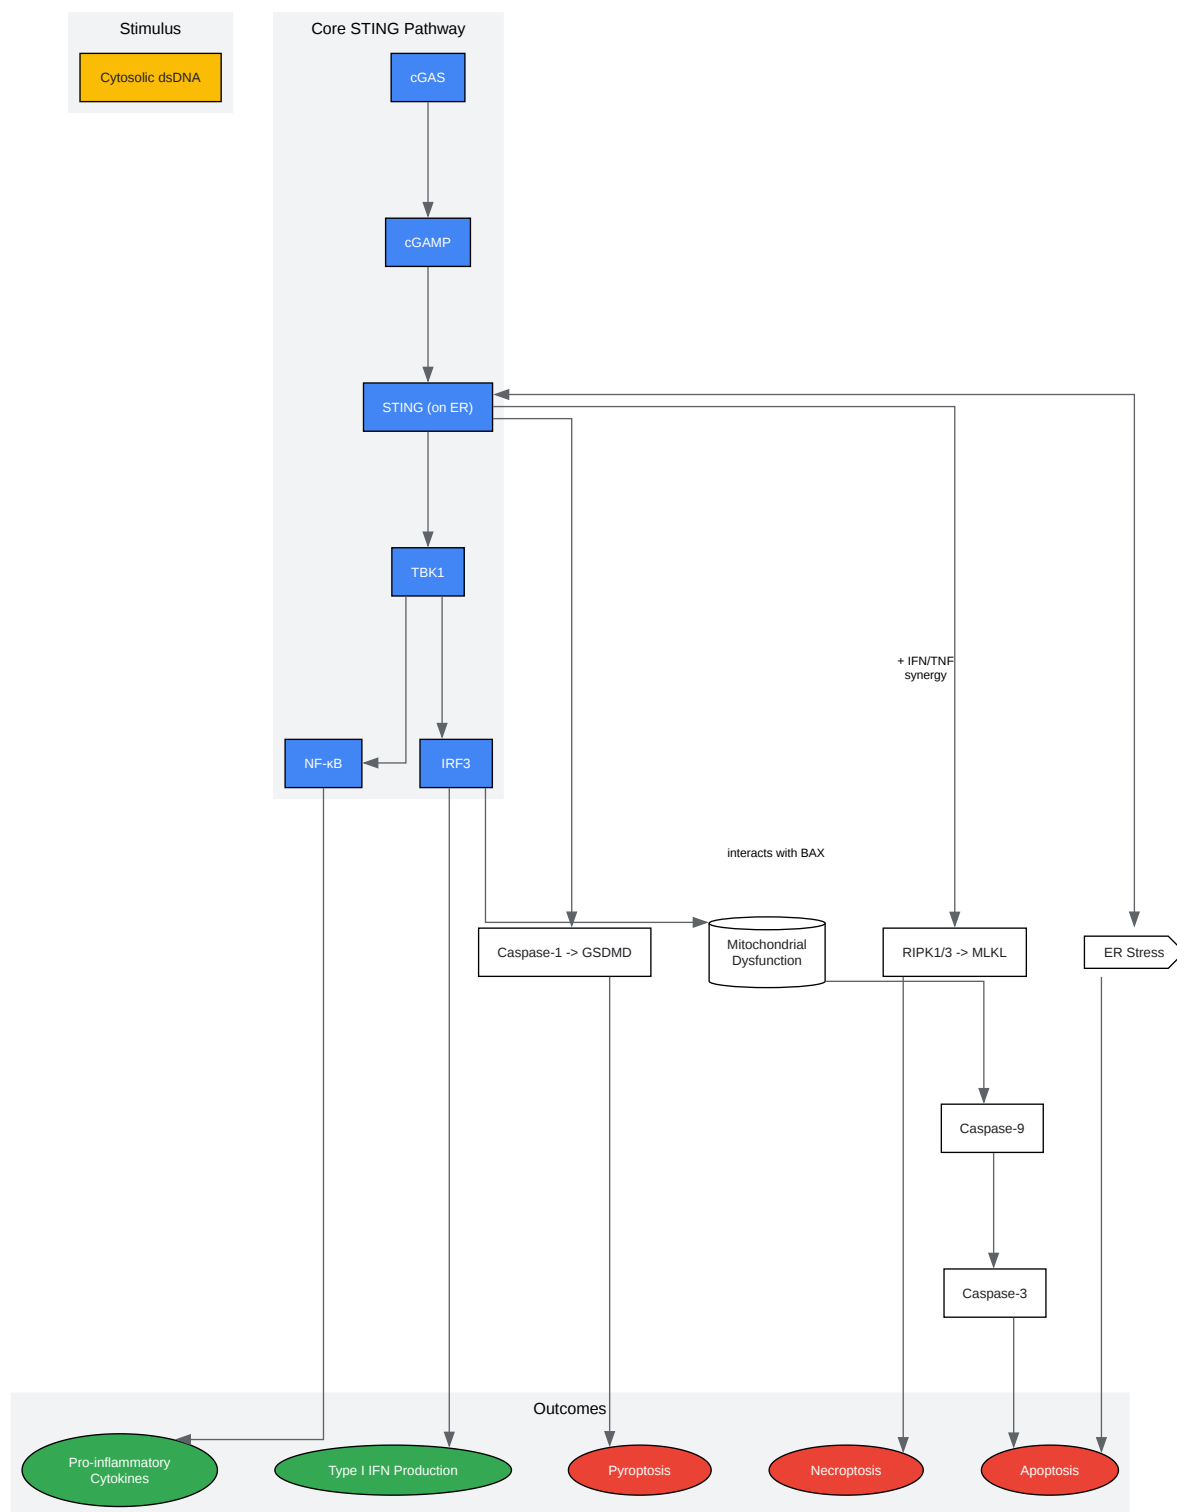 Stimulus
Core STING Pathway
Cytosolic dsDNA
cGAS
cGAMP
STING (on ER)
TBK1
+ IFN/TNF
synergy
NF-κB
IRF3
interacts with BAX
Caspase-1 -> GSDMD
Mitochondrial
Dysfunction
RIPK1/3 -> MLKL
ER Stress
Caspase-9
Caspase-3
Outcomes
Pro-inflammatory
Cytokines
Type I IFN Production
Pyroptosis
Necroptosis
Apoptosis